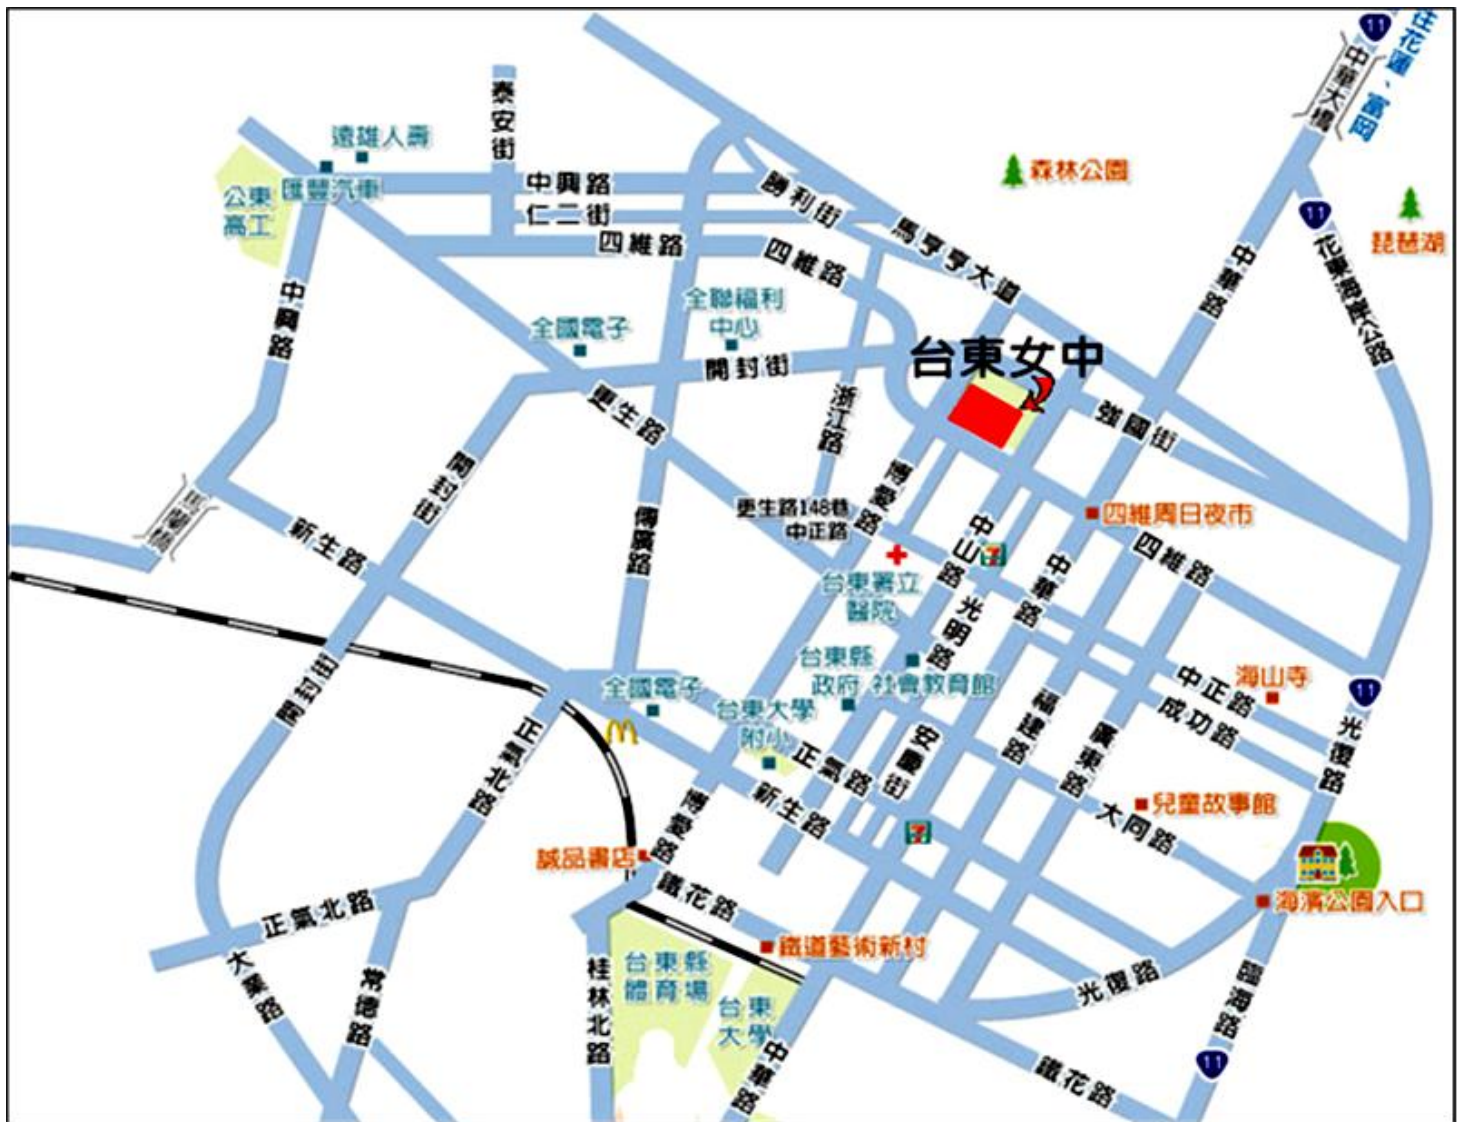 11
往花蓮、富岡
中華大橋
泰安街
遠雄人壽
匯豐汽車
公東
高工
中興路
仁二街
四維路
四維路
勝利街
馬亨亨大道
森林公園
11
琵琶湖
中華路
花東海岸公路
中興路
全國電子
全聯福利
中心
開封街
台東女中
更生路
浙江路
強國街
開封街
博愛路
馬蘭橋
新生路
傳廣路
更生路148巷
中正路
中山路
7
四維周日夜市
四維路
台東署立
醫院
光明路
中華路
台東縣
政府
社會教育館
開封街
正氣北路
全國電子
台東大學
附小
正氣路
安慶街
福建路
廣東路
中正路
成功路
海山寺
11
光復路
新生路
博愛路
7
大同路
兒童故事館
誠品書店
鐵花路
海濱公園入口
正氣北路
大業路
常德路
桂林北路
台東縣
體育場
台東
大學
鐵道藝術新村
光復路
臨海路
中華路
鐵花路
11